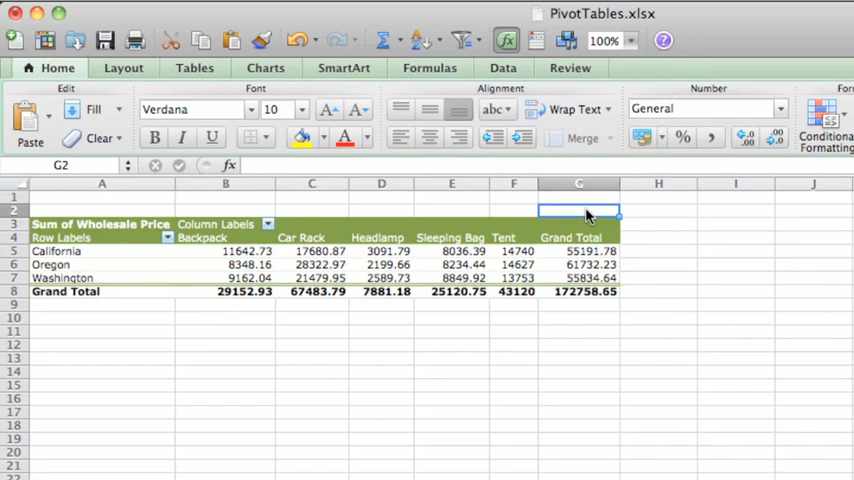 PivotTables.xlsx
100%
Home Layout Tables Charts SmartArt Formulas Data Review
Edit Font Alignment Number
Fill Verdana 10 abc Wrap Text General
Paste Clear B I U A Merge % Conditional Formatting
G2 fx
A B C D E F G H I J
1
2
3 Sum of Wholesale Price Column Labels
4 Row Labels Backpack Car Rack Headlamp Sleeping Bag Tent Grand Total
5 California 11642.73 17680.87 3091.79 8036.39 14740 55191.78
6 Oregon 8348.16 28322.97 2199.66 8234.44 14627 61732.23
7 Washington 9162.04 21479.95 2589.73 8849.92 13753 55834.64
8 Grand Total 29152.93 67483.79 7881.18 25120.75 43120 172758.65
9
10
11
12
13
14
15
16
17
18
19
20
21
22